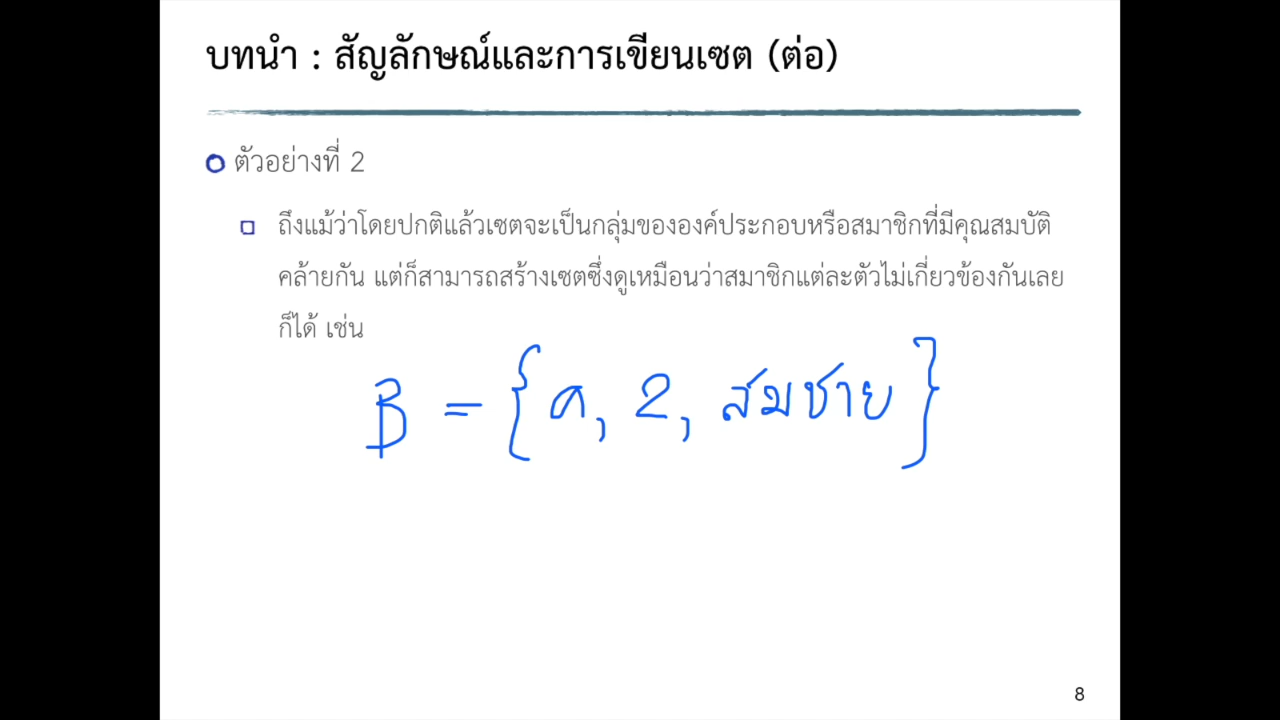 บทนำ : สัญลักษณ์และการเขียนเซต (ต่อ)
ตัวอย่างที่ 2
ถึงแม้ว่าโดยปกติแล้วเซตจะเป็นกลุ่มขององค์ประกอบหรือสมาชิกที่มีคุณสมบัติ
คล้ายกัน แต่ก็สามารถสร้างเซตซึ่งดูเหมือนว่าสมาชิกแต่ละตัวไม่เกี่ยวข้องกันเลย
ก็ได้ เช่น
B = {a, 2, สมชาย}
8